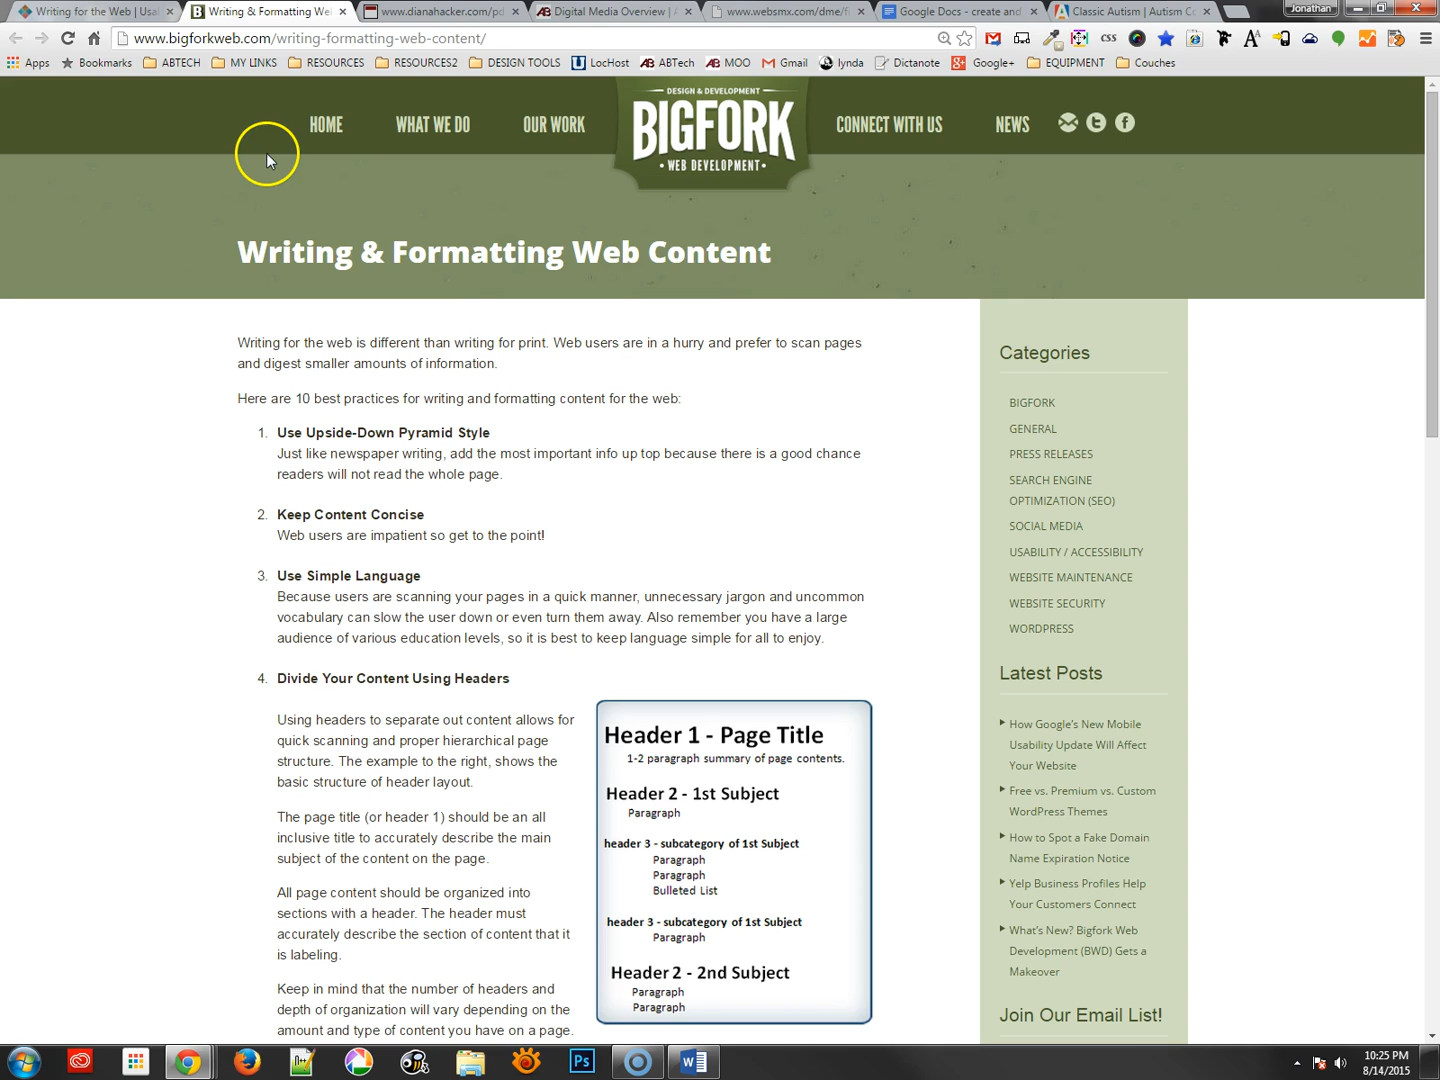 Writing for the Web | Usal
Writing & Formatting We
www.dianahacker.com/pd
Digital Media Overview | A
www.websmx.com/dme/f
Google Docs - create and
Classic Autism | Autism Co
Jonathan
www.bigforkweb.com/writing-formatting-web-content/
CSS
Apps
Bookmarks
ABTECH
MY LINKS
RESOURCES
RESOURCES2
DESIGN TOOLS
LocHost
ABTech
MOO
Gmail
lynda
Dictanote
Google+
EQUIPMENT
Couches
HOME
WHAT WE DO
OUR WORK
DESIGN & DEVELOPMENT
BIGFORK
• WEB DEVELOPMENT •
CONNECT WITH US
NEWS
Writing & Formatting Web Content
Writing for the web is different than writing for print. Web users are in a hurry and prefer to scan pages
and digest smaller amounts of information.
Here are 10 best practices for writing and formatting content for the web:
1. Use Upside-Down Pyramid Style
Just like newspaper writing, add the most important info up top because there is a good chance
readers will not read the whole page.
2. Keep Content Concise
Web users are impatient so get to the point!
3. Use Simple Language
Because users are scanning your pages in a quick manner, unnecessary jargon and uncommon
vocabulary can slow the user down or even turn them away. Also remember you have a large
audience of various education levels, so it is best to keep language simple for all to enjoy.
4. Divide Your Content Using Headers
Using headers to separate out content allows for
quick scanning and proper hierarchical page
structure. The example to the right, shows the
basic structure of header layout.
The page title (or header 1) should be an all
inclusive title to accurately describe the main
subject of the content on the page.
All page content should be organized into
sections with a header. The header must
accurately describe the section of content that it
is labeling.
Keep in mind that the number of headers and
depth of organization will vary depending on the
amount and type of content you have on a page.
Header 1 - Page Title
1-2 paragraph summary of page contents.
Header 2 - 1st Subject
Paragraph
header 3 - subcategory of 1st Subject
Paragraph
Paragraph
Bulleted List
header 3 - subcategory of 1st Subject
Paragraph
Header 2 - 2nd Subject
Paragraph
Paragraph
Categories
BIGFORK
GENERAL
PRESS RELEASES
SEARCH ENGINE
OPTIMIZATION (SEO)
SOCIAL MEDIA
USABILITY / ACCESSIBILITY
WEBSITE MAINTENANCE
WEBSITE SECURITY
WORDPRESS
Latest Posts
How Google's New Mobile
Usability Update Will Affect
Your Website
Free vs. Premium vs. Custom
WordPress Themes
How to Spot a Fake Domain
Name Expiration Notice
Yelp Business Profiles Help
Your Customers Connect
What's New? Bigfork Web
Development (BWD) Gets a
Makeover
Join Our Email List!
Ps
10:25 PM
8/14/2015